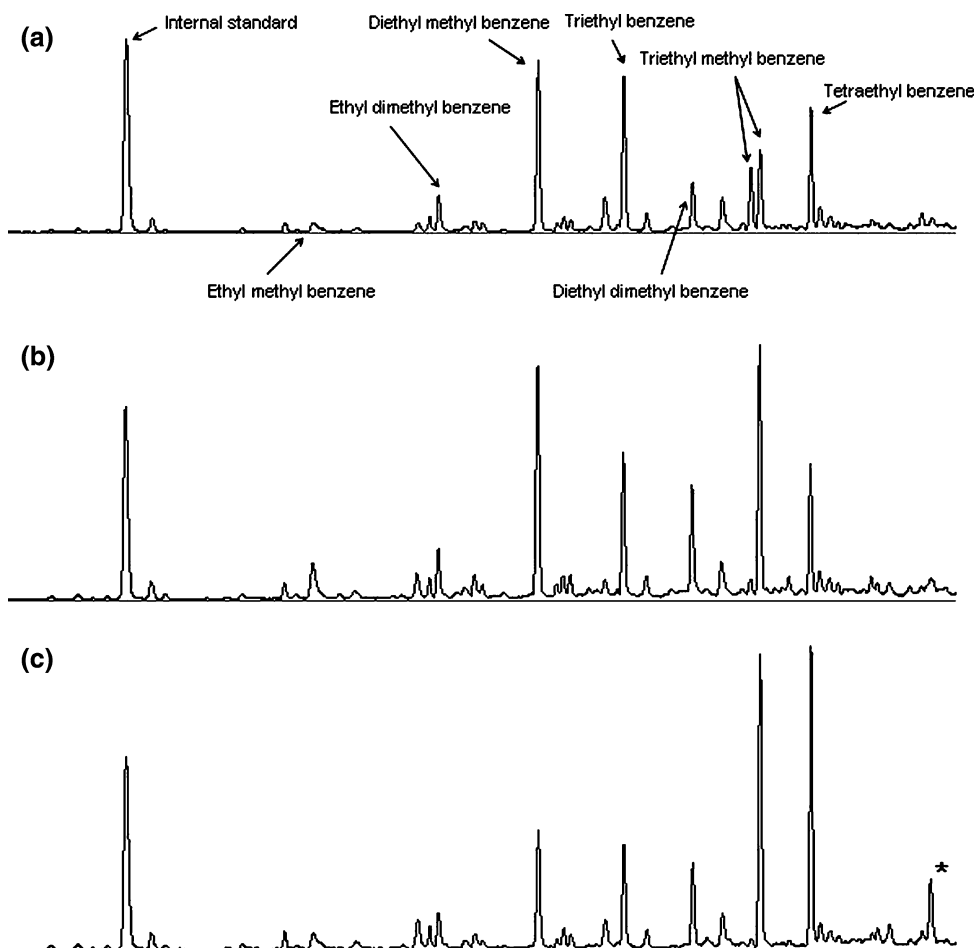 (a)
Internal standard
Diethyl methyl benzene
Triethyl benzene
Triethyl methyl benzene
Tetraethyl benzene
Ethyl dimethyl benzene
Ethyl methyl benzene
Diethyl dimethyl benzene
(b)
(c)
*